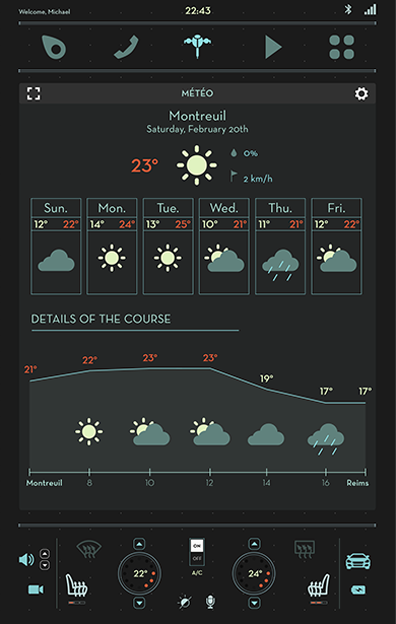 Welcome, Michael 22:43
MÉTÉO
Montreuil
Saturday, February 20th
23° 0%
2 km/h
Sun. Mon. Tue. Wed. Thu. Fri.
12° 22° 14° 24° 13° 25° 10° 21° 11° 21° 12° 22°
DETAILS OF THE COURSE
21° 22° 23° 23° 19° 17° 17°
Montreuil 8 10 12 14 16 Reims
ON
OFF
22° A/C 24°